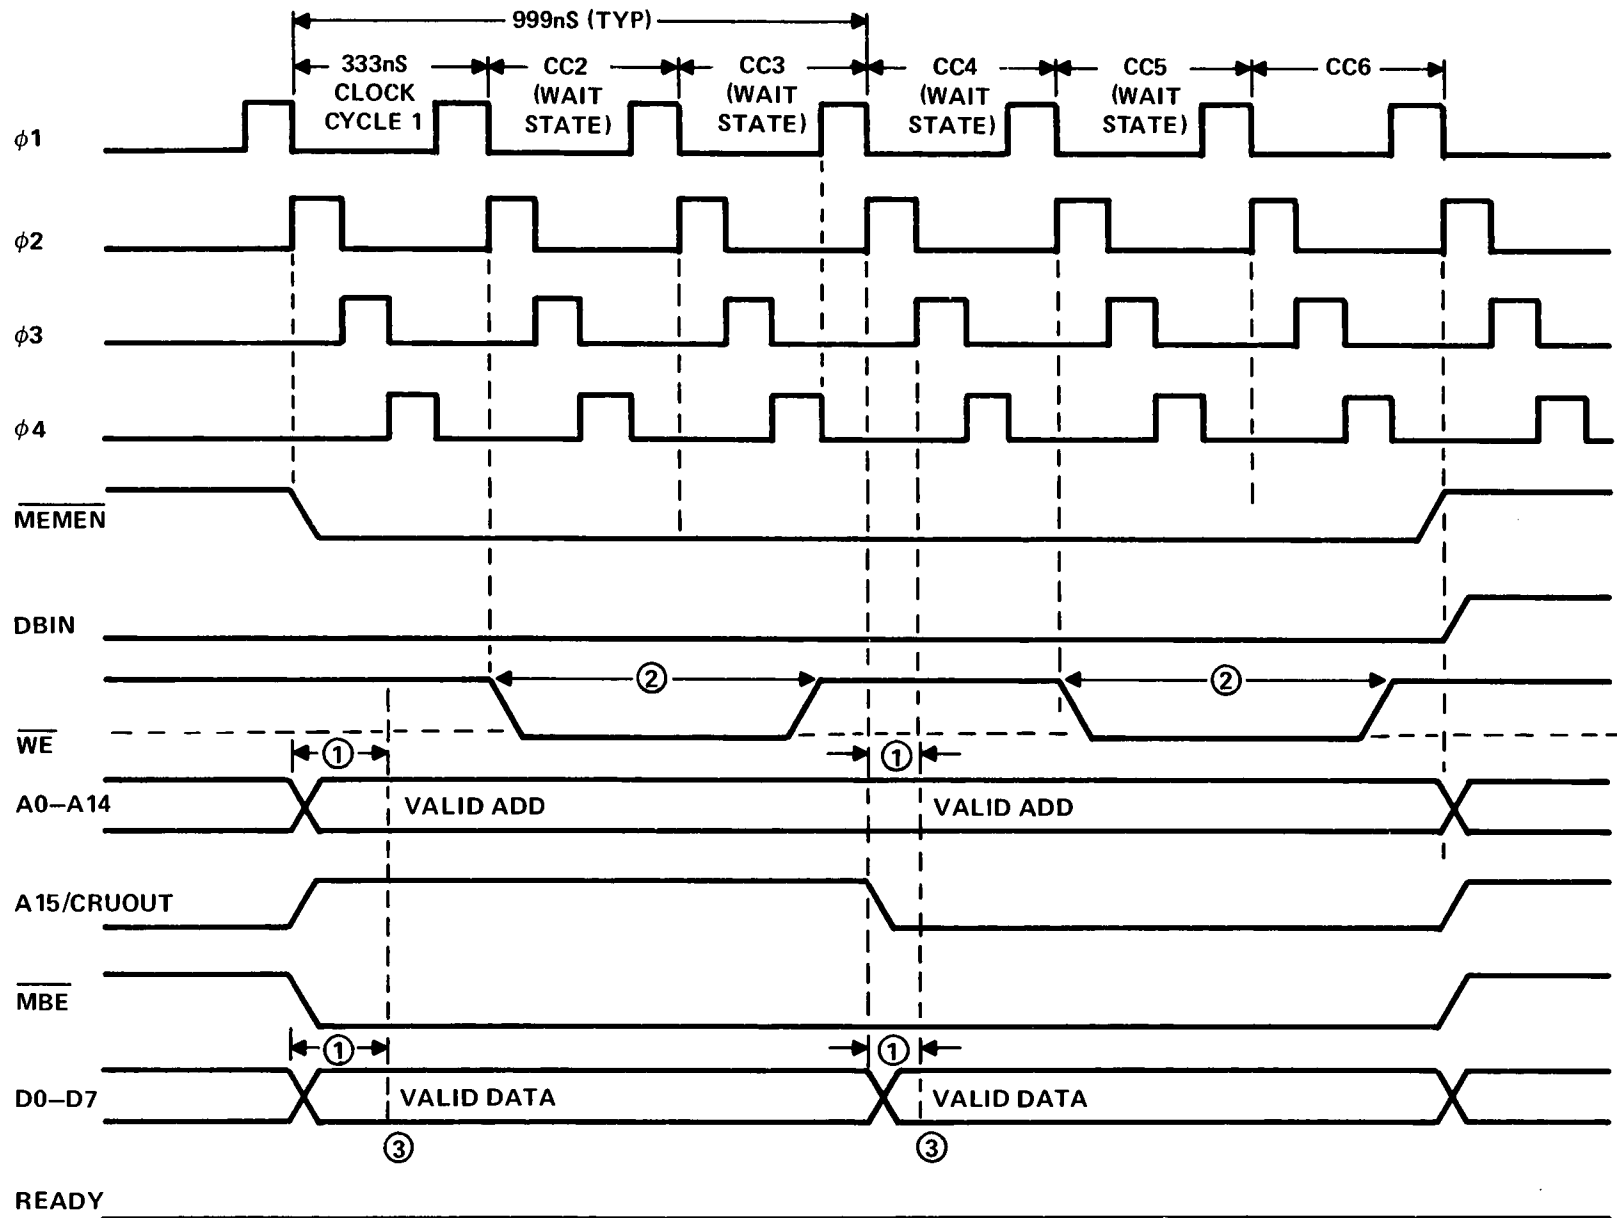 999nS (TYP)
333nS
CLOCK
CYCLE 1
CC2
(WAIT
STATE)
CC3
(WAIT
STATE)
CC4
(WAIT
STATE)
CC5
(WAIT
STATE)
CC6
ϕ1
ϕ2
ϕ3
ϕ4
MEMEN
DBIN
② ②
WE
① ①
A0–A14 VALID ADD VALID ADD
A15/CRUOUT
MBE
① ①
D0–D7 VALID DATA VALID DATA
③ ③
READY